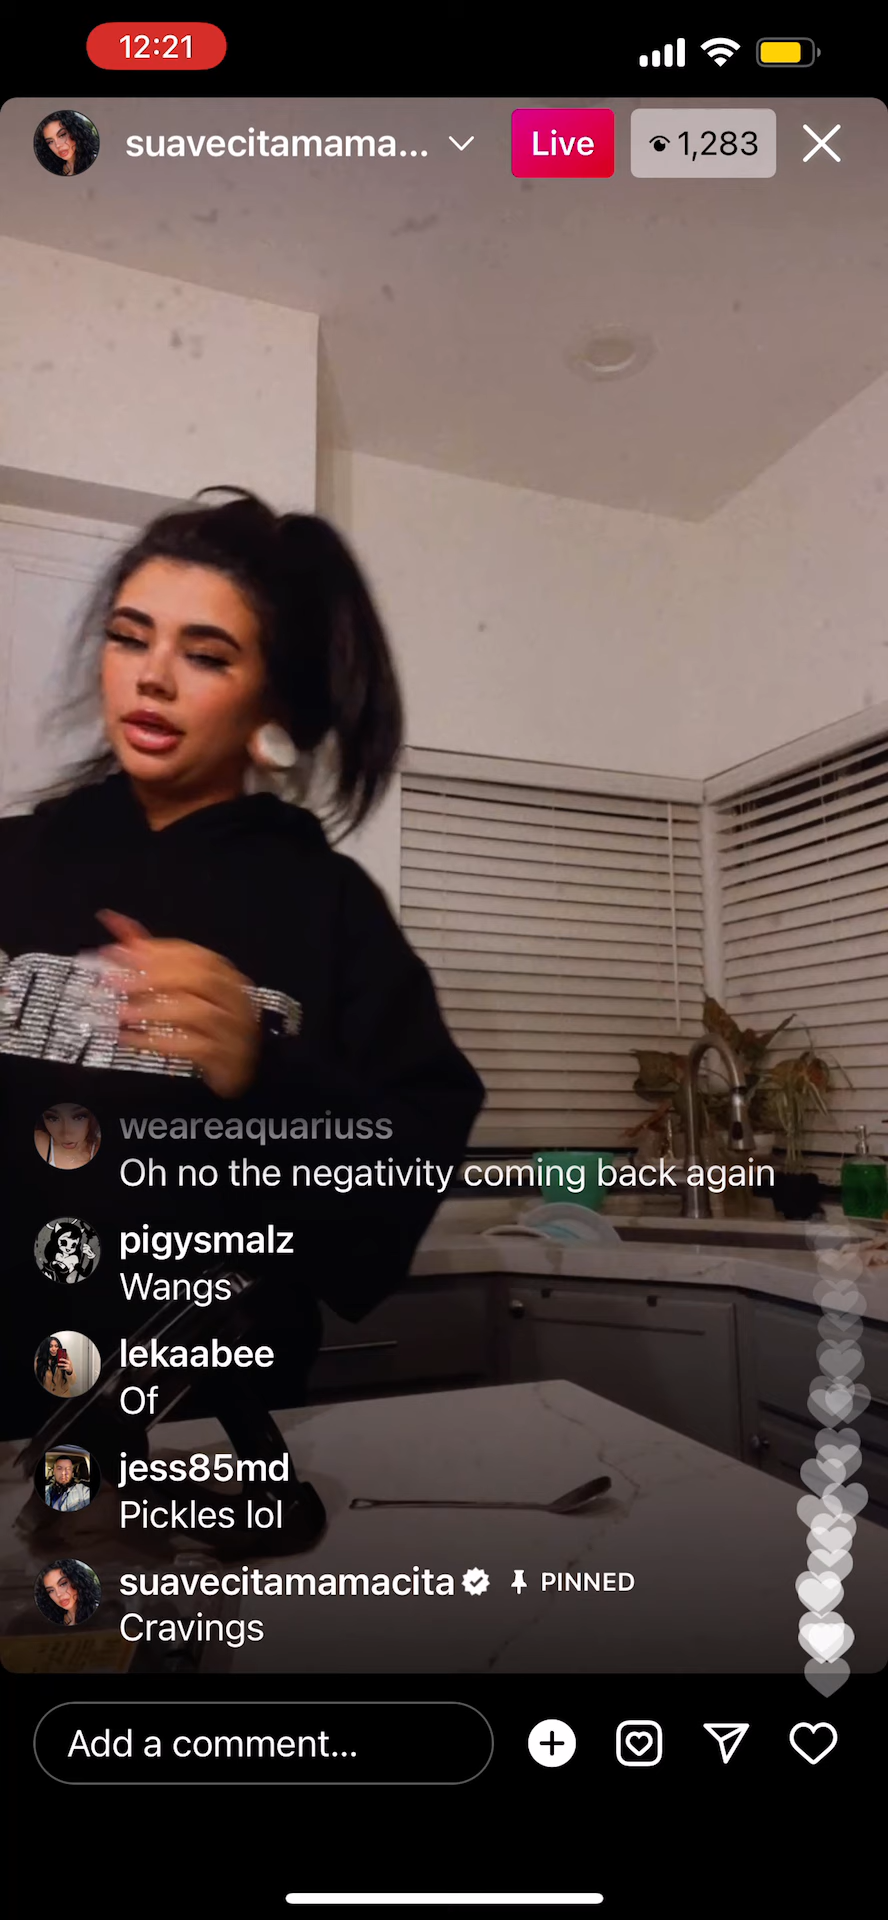 12:21
suavecitamama...
Live
1,283
weareaquariuss
Oh no the negativity coming back again
pigysmalz
Wangs
lekaabee
Of
jess85md
Pickles lol
suavecitamamacita PINNED
Cravings
Add a comment...